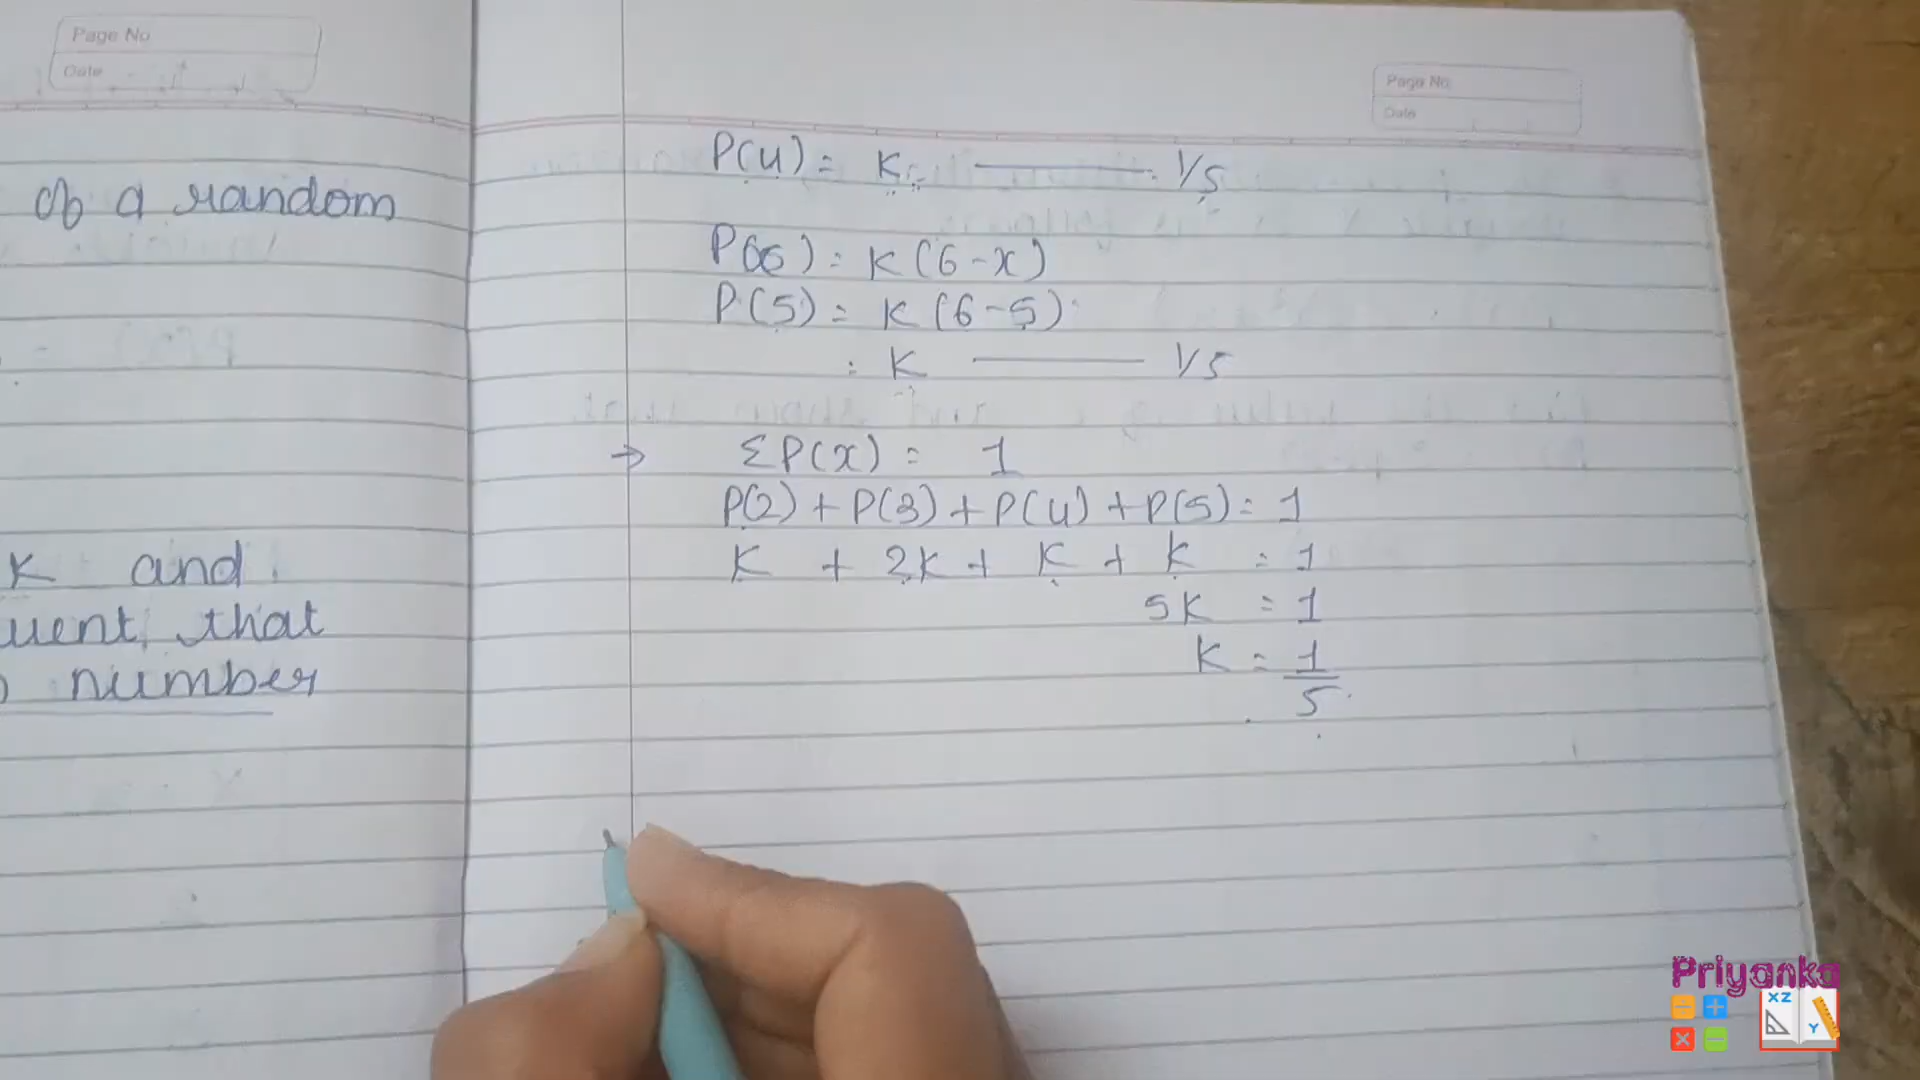 Page No
Date
of a random
K and
that
number
Page No.
Date
P(4) = K. ——— 1/5
P(x) = K(6-x)
P(5) = K(6-5)
= K ——— 1/5
→ ΣP(x) = 1
P(2) + P(3) + P(4) + P(5) = 1
K + 2K + K + K = 1
5K = 1
K = 1
5
Priyanka
XZ
Y